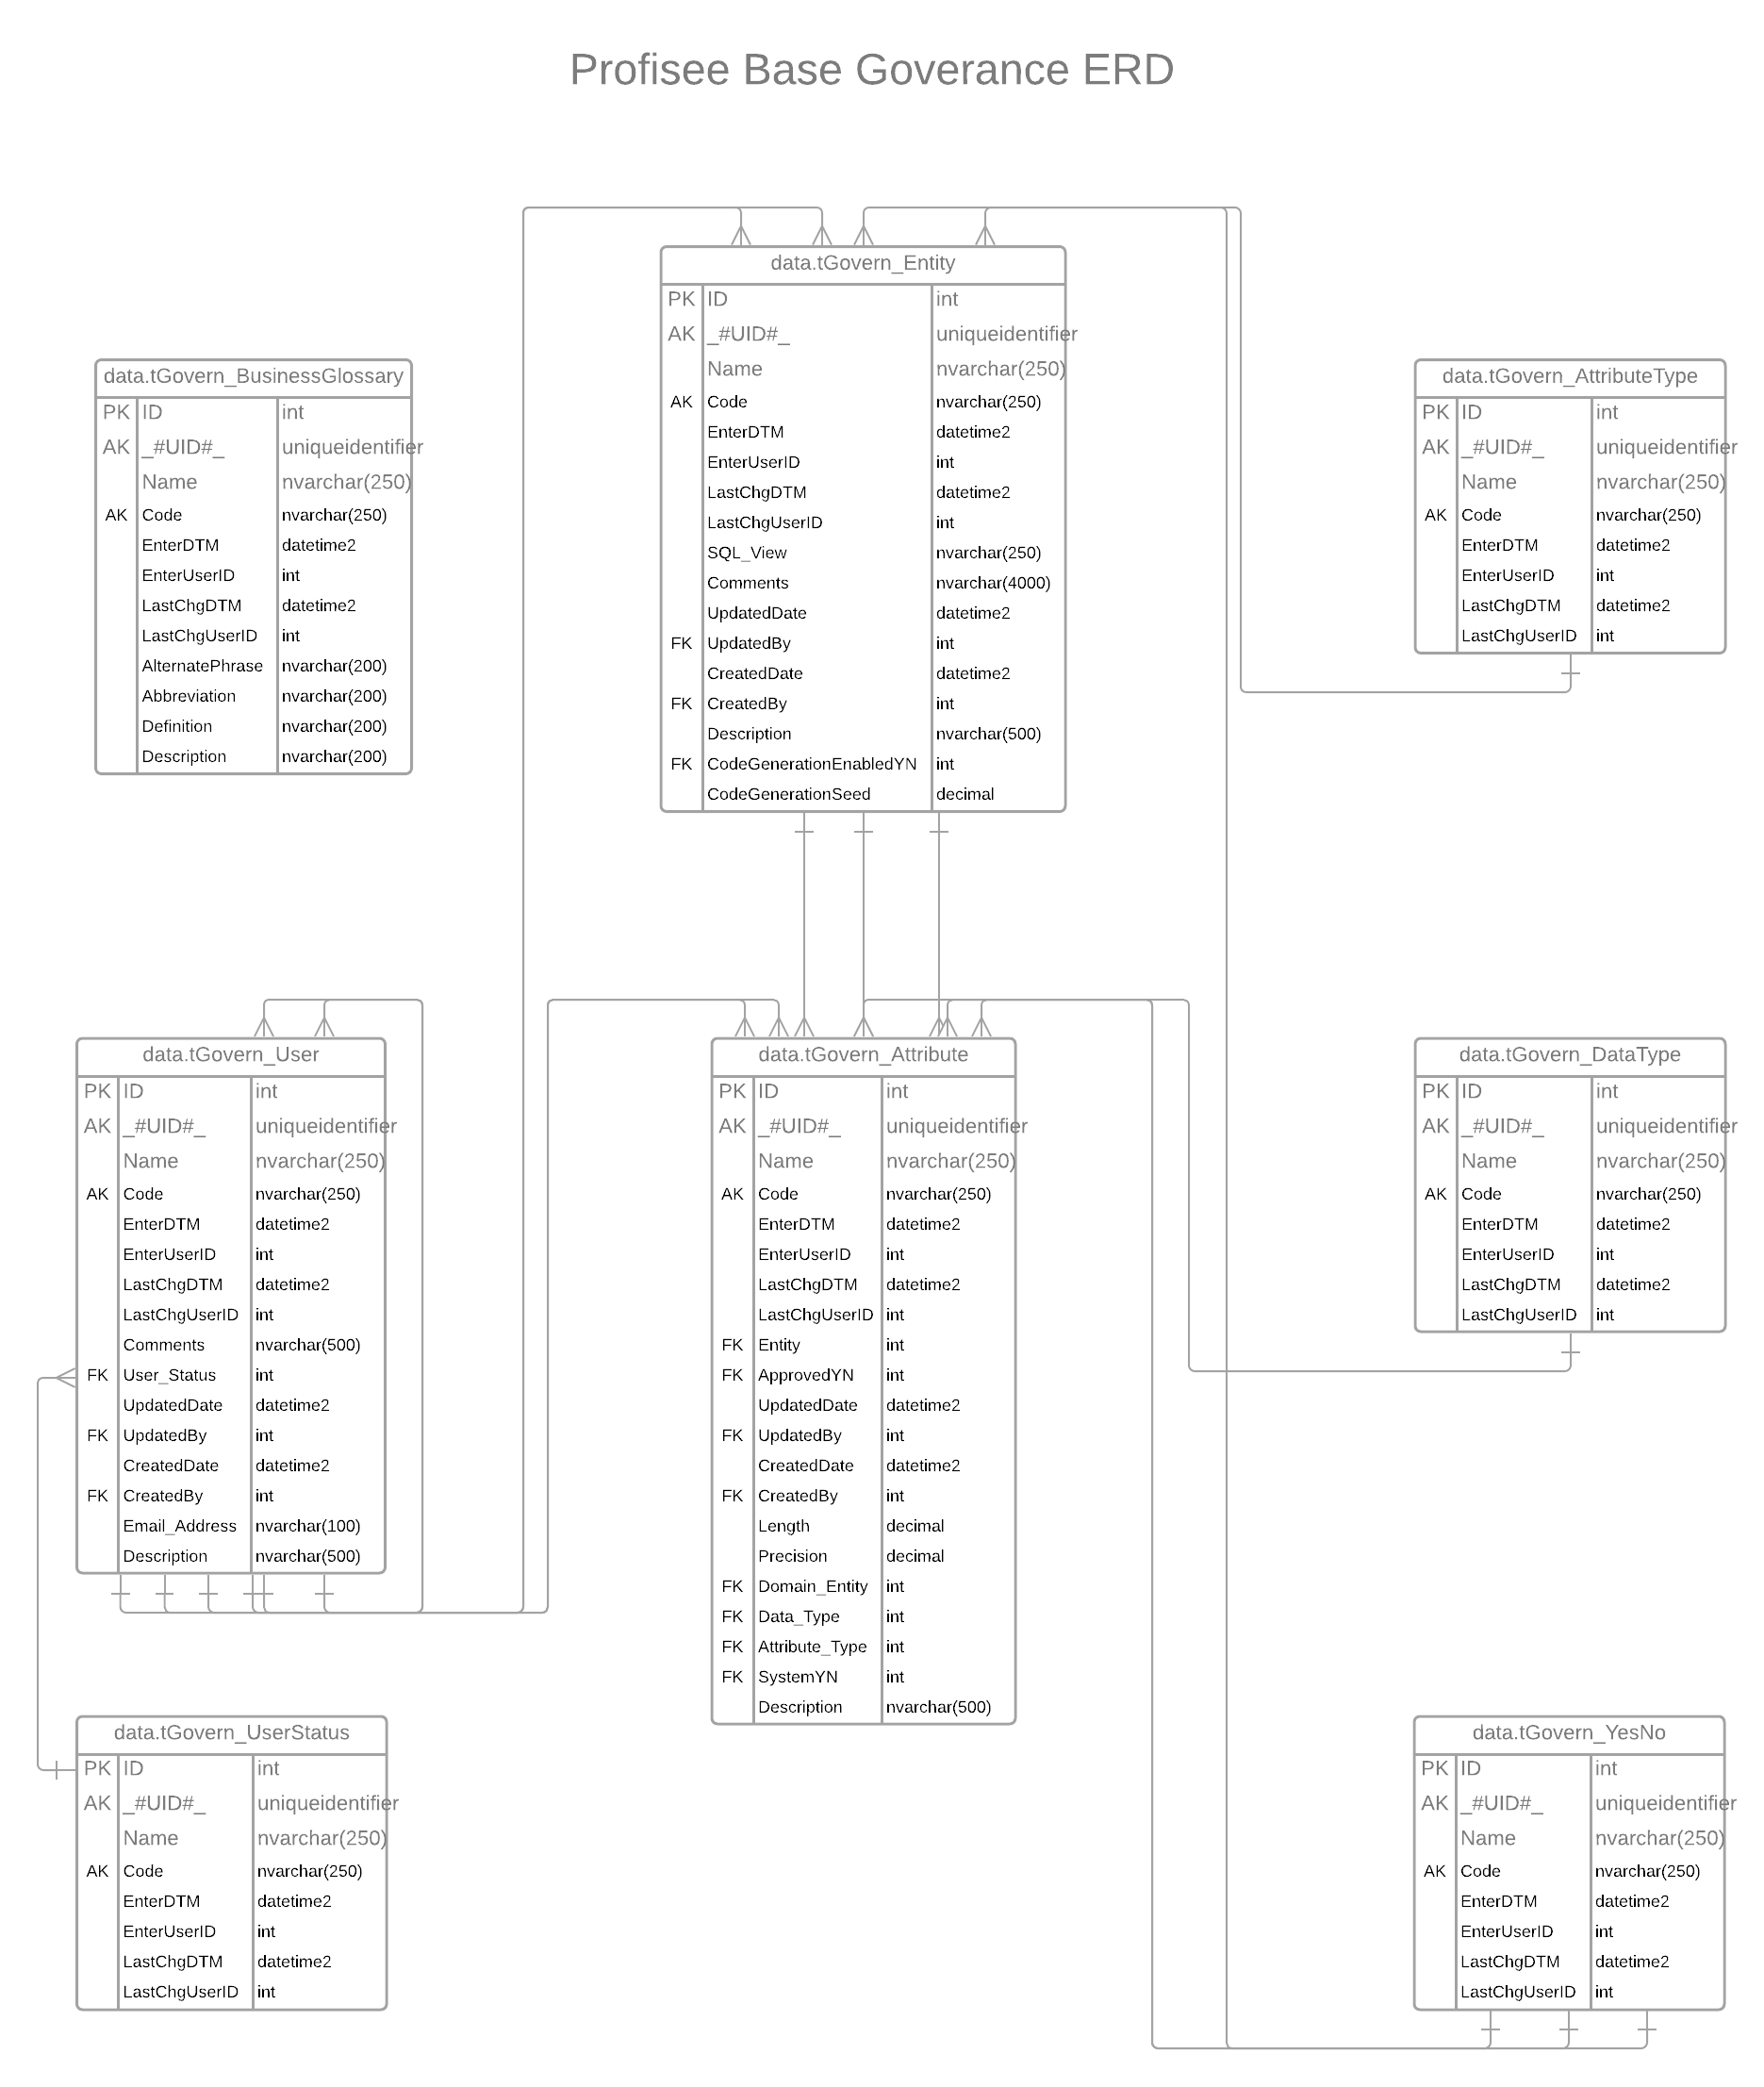 Profisee Base Goverance ERD
data.tGovern_Entity
PK ID int
AK _#UID#_ uniqueidentifier
Name nvarchar(250)
AK Code nvarchar(250)
EnterDTM datetime2
EnterUserID int
LastChgDTM datetime2
LastChgUserID int
SQL_View nvarchar(250)
Comments nvarchar(4000)
UpdatedDate datetime2
FK UpdatedBy int
CreatedDate datetime2
FK CreatedBy int
Description nvarchar(500)
FK CodeGenerationEnabledYN int
CodeGenerationSeed decimal
data.tGovern_BusinessGlossary
PK ID int
AK _#UID#_ uniqueidentifier
Name nvarchar(250)
AK Code nvarchar(250)
EnterDTM datetime2
EnterUserID int
LastChgDTM datetime2
LastChgUserID int
AlternatePhrase nvarchar(200)
Abbreviation nvarchar(200)
Definition nvarchar(200)
Description nvarchar(200)
data.tGovern_AttributeType
PK ID int
AK _#UID#_ uniqueidentifier
Name nvarchar(250)
AK Code nvarchar(250)
EnterDTM datetime2
EnterUserID int
LastChgDTM datetime2
LastChgUserID int
data.tGovern_User
PK ID int
AK _#UID#_ uniqueidentifier
Name nvarchar(250)
AK Code nvarchar(250)
EnterDTM datetime2
EnterUserID int
LastChgDTM datetime2
LastChgUserID int
Comments nvarchar(500)
FK User_Status int
UpdatedDate datetime2
FK UpdatedBy int
CreatedDate datetime2
FK CreatedBy int
Email_Address nvarchar(100)
Description nvarchar(500)
data.tGovern_Attribute
PK ID int
AK _#UID#_ uniqueidentifier
Name nvarchar(250)
AK Code nvarchar(250)
EnterDTM datetime2
EnterUserID int
LastChgDTM datetime2
LastChgUserID int
FK Entity int
FK ApprovedYN int
UpdatedDate datetime2
FK UpdatedBy int
CreatedDate datetime2
FK CreatedBy int
Length decimal
Precision decimal
FK Domain_Entity int
FK Data_Type int
FK Attribute_Type int
FK SystemYN int
Description nvarchar(500)
data.tGovern_DataType
PK ID int
AK _#UID#_ uniqueidentifier
Name nvarchar(250)
AK Code nvarchar(250)
EnterDTM datetime2
EnterUserID int
LastChgDTM datetime2
LastChgUserID int
data.tGovern_UserStatus
PK ID int
AK _#UID#_ uniqueidentifier
Name nvarchar(250)
AK Code nvarchar(250)
EnterDTM datetime2
EnterUserID int
LastChgDTM datetime2
LastChgUserID int
data.tGovern_YesNo
PK ID int
AK _#UID#_ uniqueidentifier
Name nvarchar(250)
AK Code nvarchar(250)
EnterDTM datetime2
EnterUserID int
LastChgDTM datetime2
LastChgUserID int